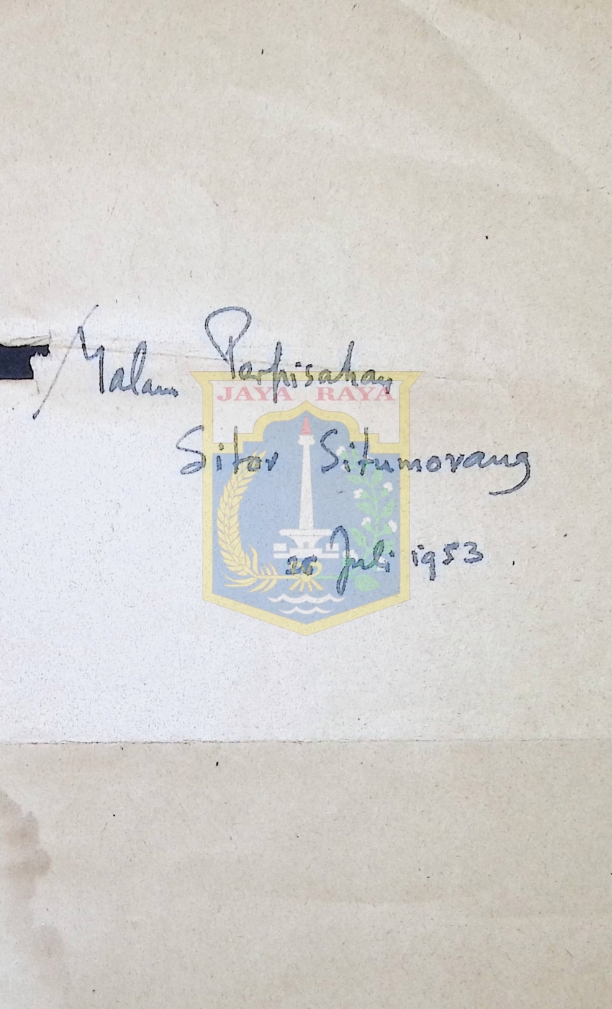 Malam Perpisahan
JAYA RAYA
Sitor Situmorang
26 Juli 1953